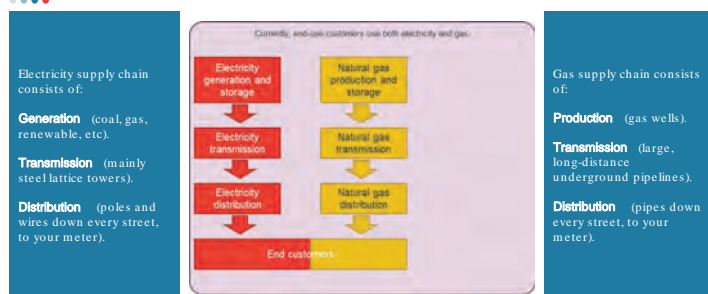 Electricity supply chain
consists of:
Generation (coal, gas,
renewable, etc).
Transmission (mainly
steel lattice towers).
Distribution (poles and
wires down every street,
to your meter).
Currently, end-use customers use both electricity and gas.
Electricity
generation and
storage
Natural gas
production and
storage
Electricity
transmission
Natural gas
transmission
Electricity
distribution
Natural gas
distribution
End customers
Gas supply chain consists
of:
Production (gas wells).
Transmission (large,
long-distance
underground pipelines).
Distribution (pipes down
every street, to your
meter).